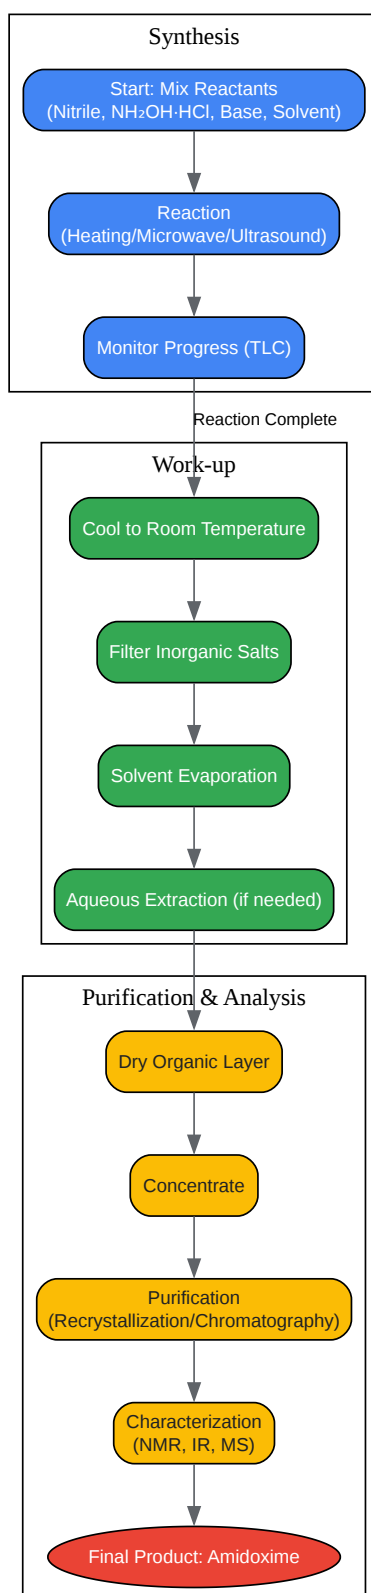 Synthesis
Start: Mix Reactants
(Nitrile, NH₂OH·HCl, Base, Solvent)
Reaction
(Heating/Microwave/Ultrasound)
Monitor Progress (TLC)
Reaction Complete
Work-up
Cool to Room Temperature
Filter Inorganic Salts
Solvent Evaporation
Aqueous Extraction (if needed)
Purification & Analysis
Dry Organic Layer
Concentrate
Purification
(Recrystallization/Chromatography)
Characterization
(NMR, IR, MS)
Final Product: Amidoxime